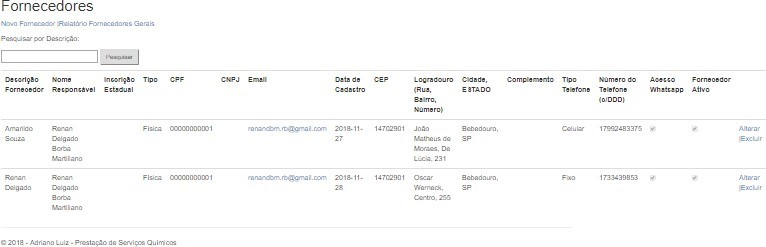 Fornecedores
Novo Fornecedor |Relatório Fornecedores Gerais
Pesquisar por Descrição:
Pesquisar
Descrição Fornecedor Nome Responsável Inscrição Estadual Tipo CPF CNPJ Email Data de Cadastro CEP Logradouro (Rua, Bairro, Número) Cidade, ESTADO Complemento Tipo Telefone Número do Telefone (c/DDD) Acesso Whatsapp Fornecedor Ativo
Amarildo Souza Renan Delgado Borba Martiliano Física 00000000001 renandbm.rb@gmail.com 2018-11-27 14702901 João Matheus de Moraes, De Lúcia, 231 Bebedouro, SP Celular 17992483375 Alterar |Excluir
Renan Delgado Renan Delgado Borba Martiliano Física 00000000001 renandbm.rb@gmail.com 2018-11-28 14702901 Oscar Werneck, Centro, 255 Bebedouro, SP Fixo 1733439853 Alterar |Excluir
© 2018 - Adriano Luiz - Prestação de Serviços Químicos